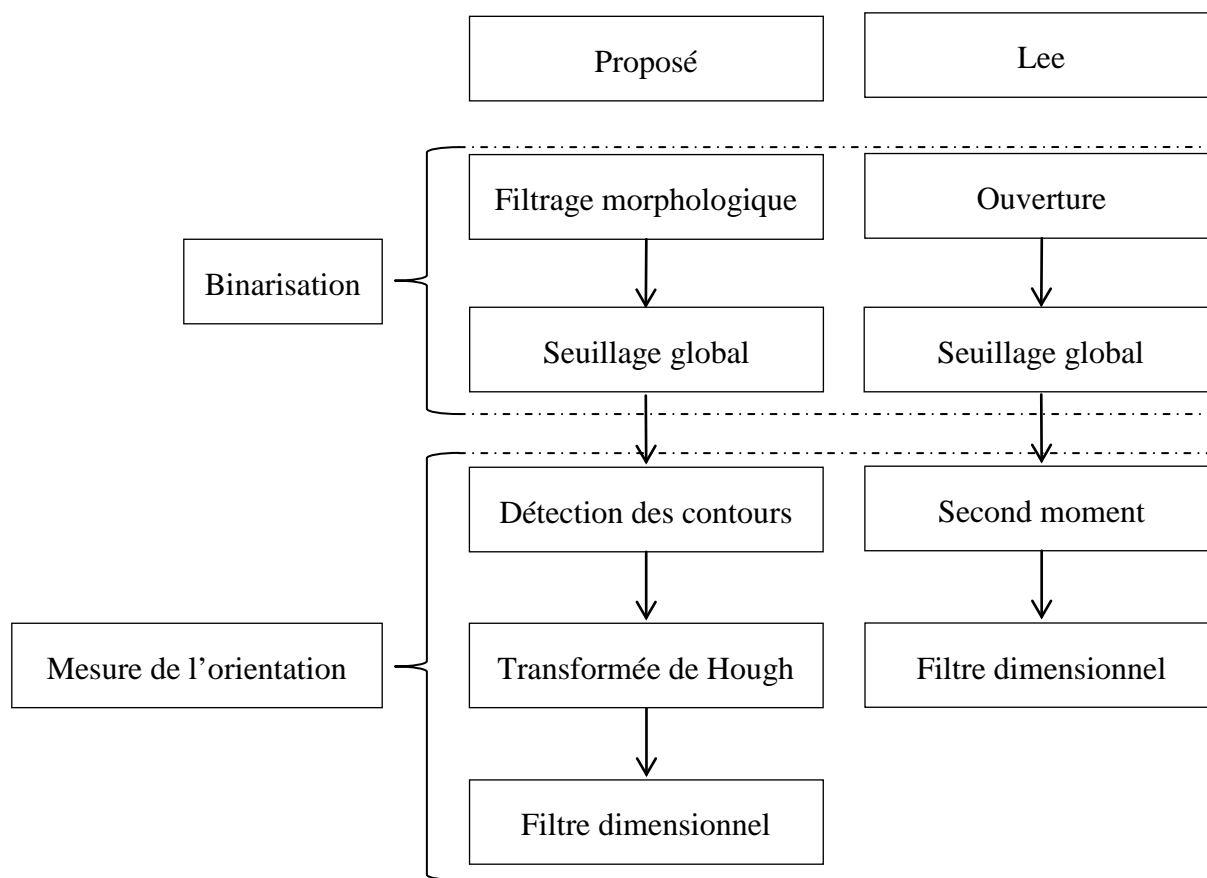 Proposé
Lee
Filtrage morphologique
Ouverture
Binarisation
Seuillage global
Seuillage global
Détection des contours
Second moment
Mesure de l’orientation
Transformée de Hough
Filtre dimensionnel
Filtre dimensionnel